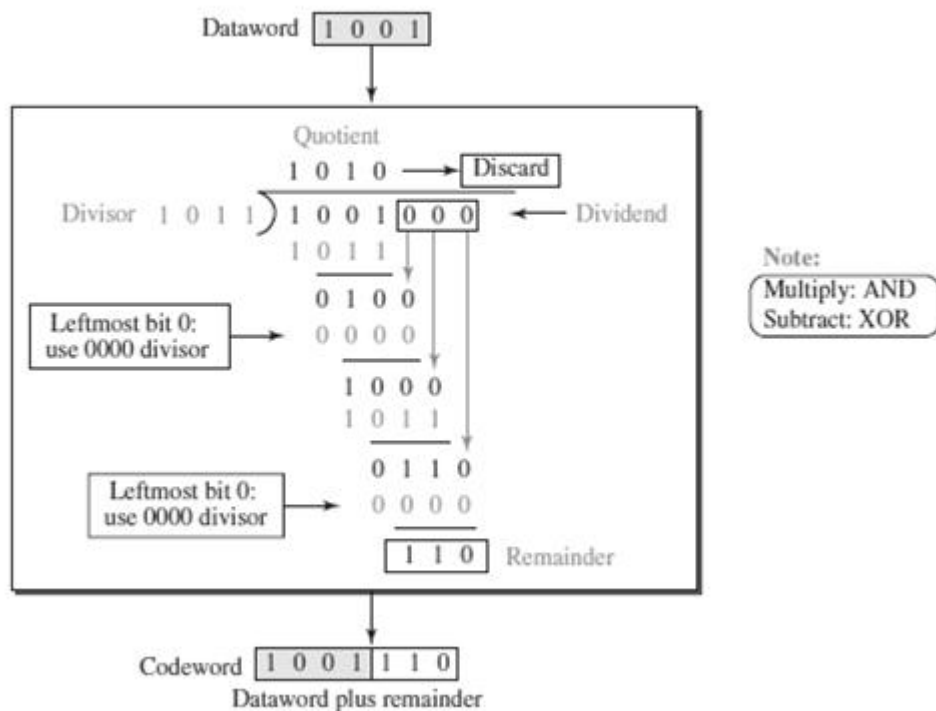 Dataword 1 0 0 1
Quotient
1 0 1 0 Discard
Divisor 1 0 1 1 1 0 0 1 0 0 0 Dividend
1 0 1 1
Note:
0 1 0 0
Multiply: AND
Leftmost bit 0:
0 0 0 0
Subtract: XOR
use 0000 divisor
1 0 0 0
1 0 1 1
0 1 1 0
Leftmost bit 0:
0 0 0 0
use 0000 divisor
1 1 0 Remainder
Codeword 1 0 0 1 1 1 0
Dataword plus remainder